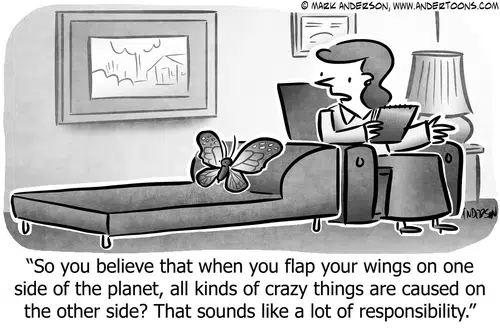 © MARK ANDERSON, WWW.ANDERTOONS.COM
ANDERSON
“So you believe that when you flap your wings on one
side of the planet, all kinds of crazy things are caused on
the other side? That sounds like a lot of responsibility.”